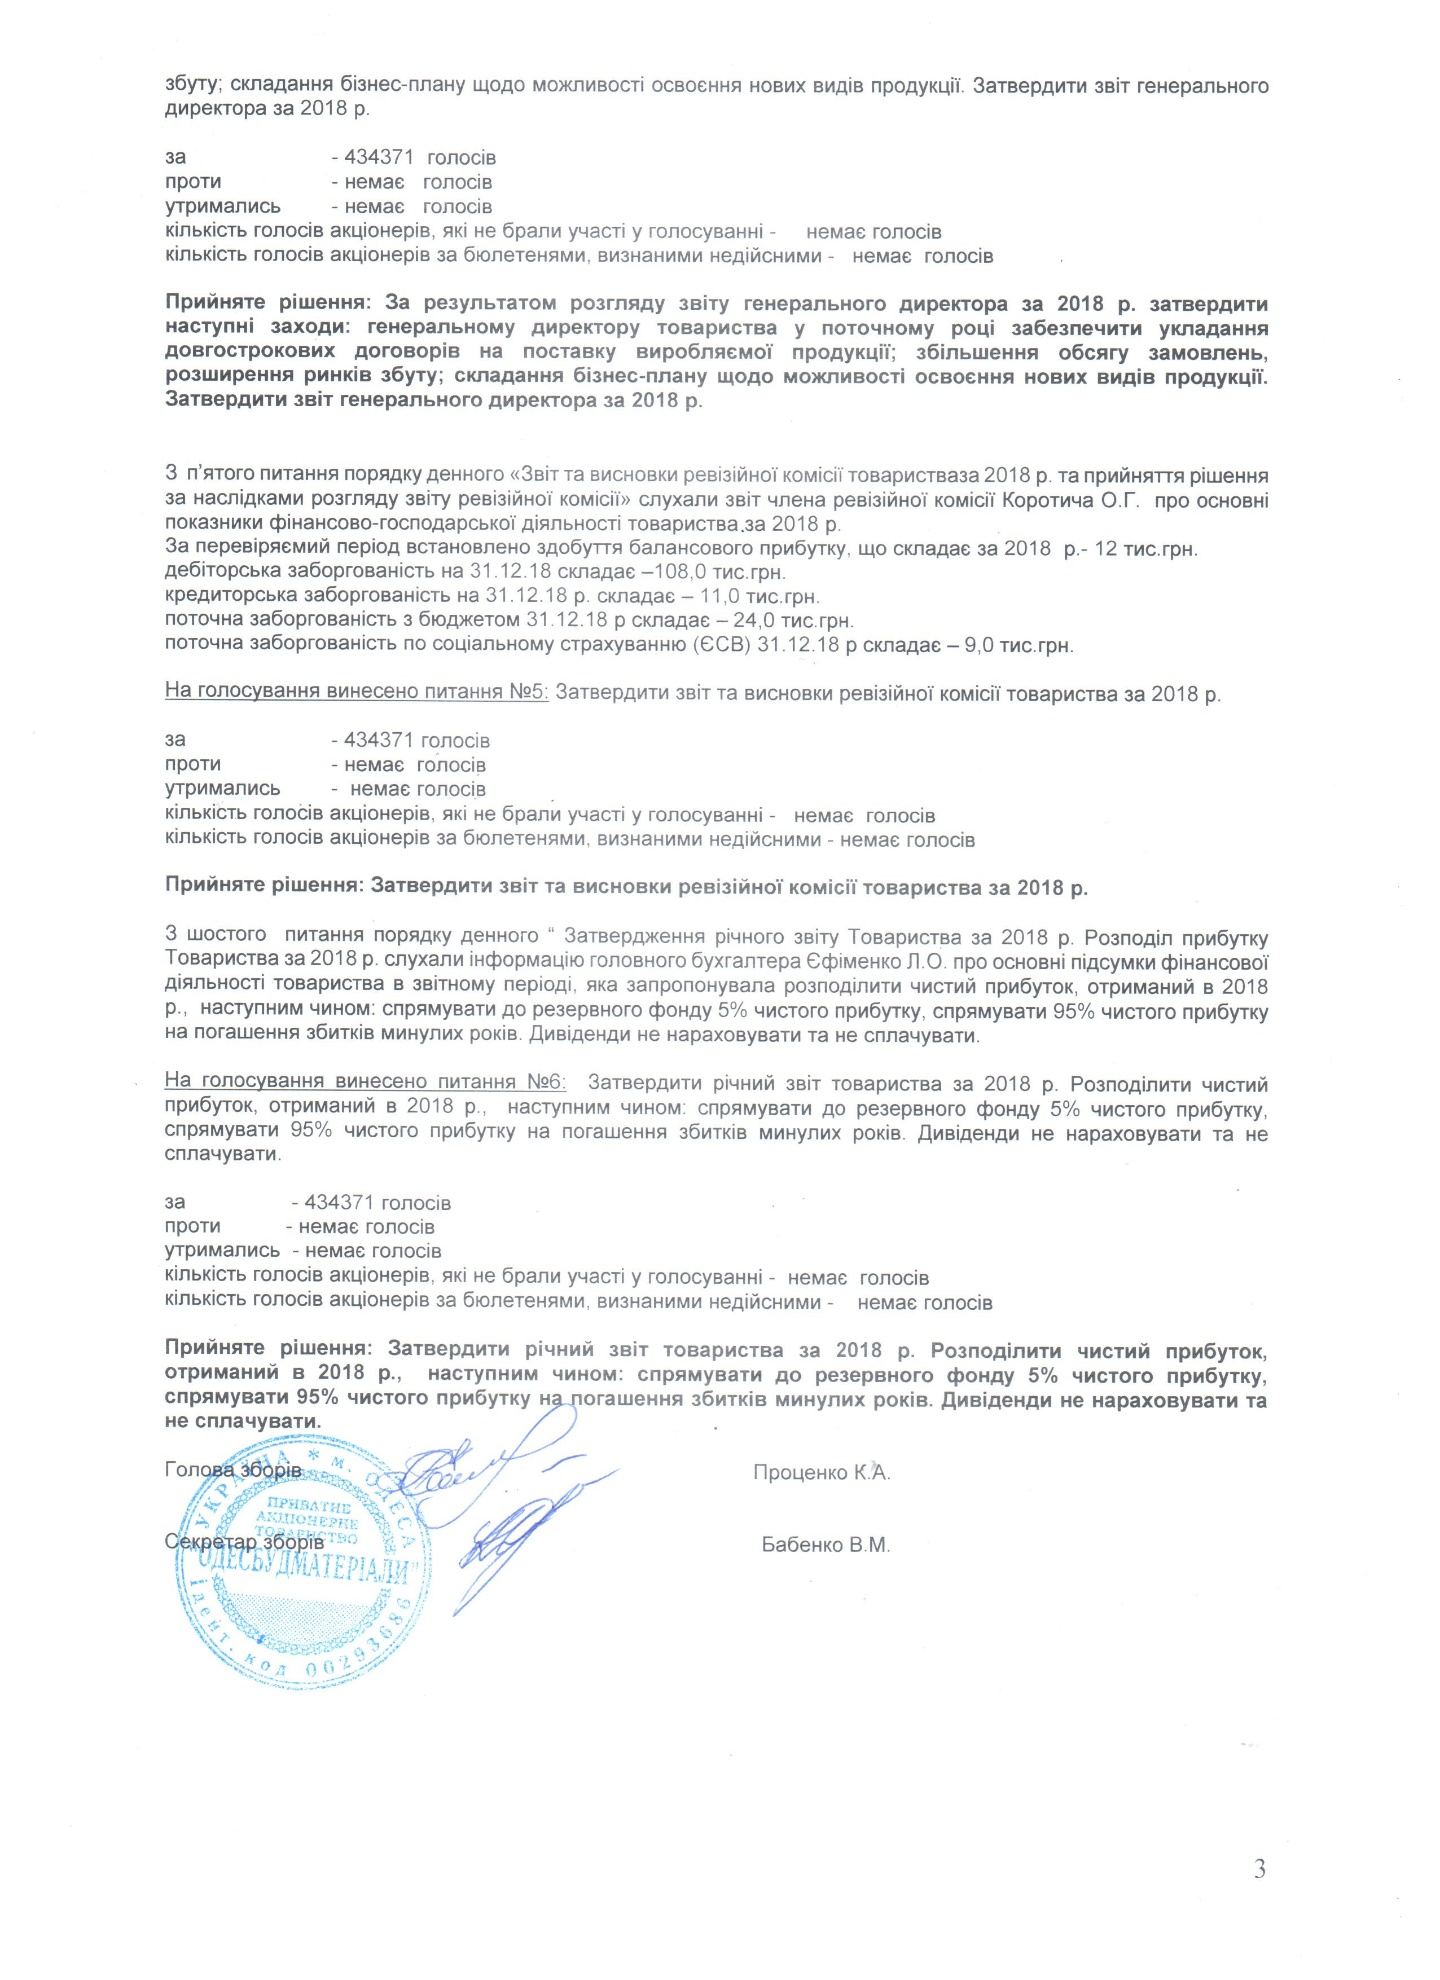 збуту; складання бізнес-плану щодо можливості освоєння нових видів продукції. Затвердити звіт генерального
директора за 2018 р.
за - 434371 голосів
проти - немає голосів
утримались - немає голосів
кількість голосів акціонерів, які не брали участі у голосуванні - немає голосів
кількість голосів акціонерів за бюлетенями, визнаними недійсними - немає голосів
Прийняте рішення: За результатом розгляду звіту генерального директора за 2018 р. затвердити
наступні заходи: генеральному директору товариства у поточному році забезпечити укладання
довгострокових договорів на поставку виробляємої продукції; збільшення обсягу замовлень,
розширення ринків збуту; складання бізнес-плану щодо можливості освоєння нових видів продукції.
Затвердити звіт генерального директора за 2018 р.
З п'ятого питання порядку денного «Звіт та висновки ревізійної комісії товаристваза 2018 р. та прийняття рішення
за наслідками розгляду звіту ревізійної комісії» слухали звіт члена ревізійної комісії Коротича О.Г. про основні
показники фінансово-господарської діяльності товариства.за 2018 р.
За перевіряємий період встановлено здобуття балансового прибутку, що складає за 2018 р.- 12 тис.грн.
дебіторська заборгованість на 31.12.18 складає –108,0 тис.грн.
кредиторська заборгованість на 31.12.18 р. складає – 11,0 тис.грн.
поточна заборгованість з бюджетом 31.12.18 р складає – 24,0 тис.грн.
поточна заборгованість по соціальному страхуванню (ЄСВ) 31.12.18 р складає – 9,0 тис.грн.
На голосування винесено питання №5: Затвердити звіт та висновки ревізійної комісії товариства за 2018 р.
за - 434371 голосів
проти - немає голосів
утримались - немає голосів
кількість голосів акціонерів, які не брали участі у голосуванні - немає голосів
кількість голосів акціонерів за бюлетенями, визнаними недійсними - немає голосів
Прийняте рішення: Затвердити звіт та висновки ревізійної комісії товариства за 2018 р.
З шостого питання порядку денного “ Затвердження річного звіту Товариства за 2018 р. Розподіл прибутку
Товариства за 2018 р. слухали інформацію головного бухгалтера Єфіменко Л.О. про основні підсумки фінансової
діяльності товариства в звітному періоді, яка запропонувала розподілити чистий прибуток, отриманий в 2018
р., наступним чином: спрямувати до резервного фонду 5% чистого прибутку, спрямувати 95% чистого прибутку
на погашення збитків минулих років. Дивіденди не нараховувати та не сплачувати.
На голосування винесено питання №6: Затвердити річний звіт товариства за 2018 р. Розподілити чистий
прибуток, отриманий в 2018 р., наступним чином: спрямувати до резервного фонду 5% чистого прибутку,
спрямувати 95% чистого прибутку на погашення збитків минулих років. Дивіденди не нараховувати та не
сплачувати.
за - 434371 голосів
проти - немає голосів
утримались - немає голосів
кількість голосів акціонерів, які не брали участі у голосуванні - немає голосів
кількість голосів акціонерів за бюлетенями, визнаними недійсними - немає голосів
Прийняте рішення: Затвердити річний звіт товариства за 2018 р. Розподілити чистий прибуток,
отриманий в 2018 р., наступним чином: спрямувати до резервного фонду 5% чистого прибутку,
спрямувати 95% чистого прибутку на погашення збитків минулих років. Дивіденди не нараховувати та
не сплачувати.
Голова зборів Проценко К.А.
Секретар зборів Бабенко В.М.
УКРАЇНА * м. ОДЕСА
ПРИВАТНЕ
АКЦІОНЕРНЕ
ТОВАРИСТВО
"ОДЕСБУДМАТЕРІАЛИ"
Ідент. код 00293686
3